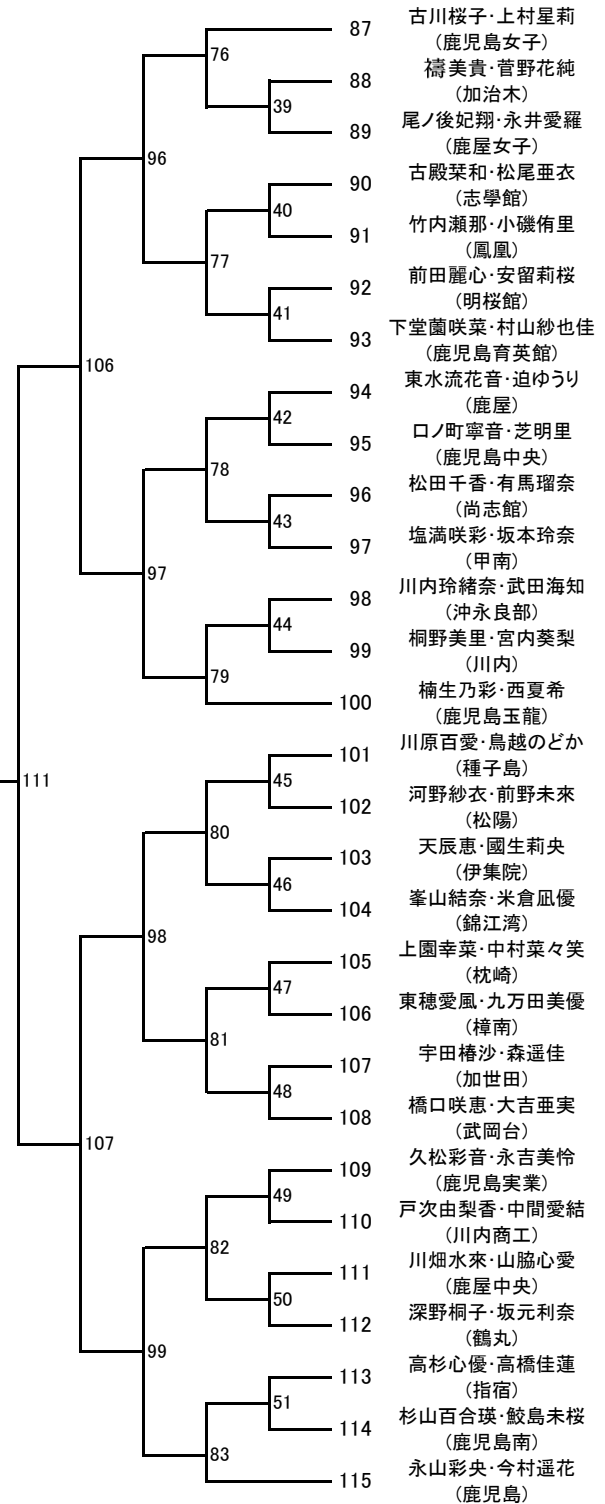 古川桜子・上村星莉
87
(鹿児島女子)
76
禱美貴・菅野花純
88
(加治木)
39
尾ノ後妃翔・永井愛羅
89
(鹿屋女子)
96
古殿栞和・松尾亜衣
90
(志學館)
40
竹内瀬那・小磯侑里
91
(鳳凰)
77
前田麗心・安留莉桜
92
(明桜館)
41
下堂薗咲菜・村山紗也佳
93
(鹿児島育英館)
106
東水流花音・迫ゆうり
94
(鹿屋)
42
口ノ町寧音・芝明里
95
(鹿児島中央)
78
松田千香・有馬瑠奈
96
(尚志館)
43
塩満咲彩・坂本玲奈
97
(甲南)
97
川内玲緒奈・武田海知
98
(沖永良部)
44
桐野美里・宮内葵梨
99
(川内)
79
楠生乃彩・西夏希
100
(鹿児島玉龍)
111
川原百愛・鳥越のどか
101
(種子島)
45
河野紗衣・前野未來
102
(松陽)
80
天辰恵・國生莉央
103
(伊集院)
46
峯山結奈・米倉凪優
104
(錦江湾)
98
上園幸菜・中村菜々笑
105
(枕崎)
47
東穂愛風・九万田美優
106
(樟南)
81
宇田椿沙・森遥佳
107
(加世田)
48
橋口咲恵・大吉亜実
108
(武岡台)
107
久松彩音・永吉美怜
109
(鹿児島実業)
49
戸次由梨香・中間愛結
110
(川内商工)
82
川畑水來・山脇心愛
111
(鹿屋中央)
50
深野桐子・坂元利奈
112
(鶴丸)
99
高杉心優・高橋佳蓮
113
(指宿)
51
杉山百合瑛・鮫島未桜
114
(鹿児島南)
83
永山彩央・今村遥花
115
(鹿児島)